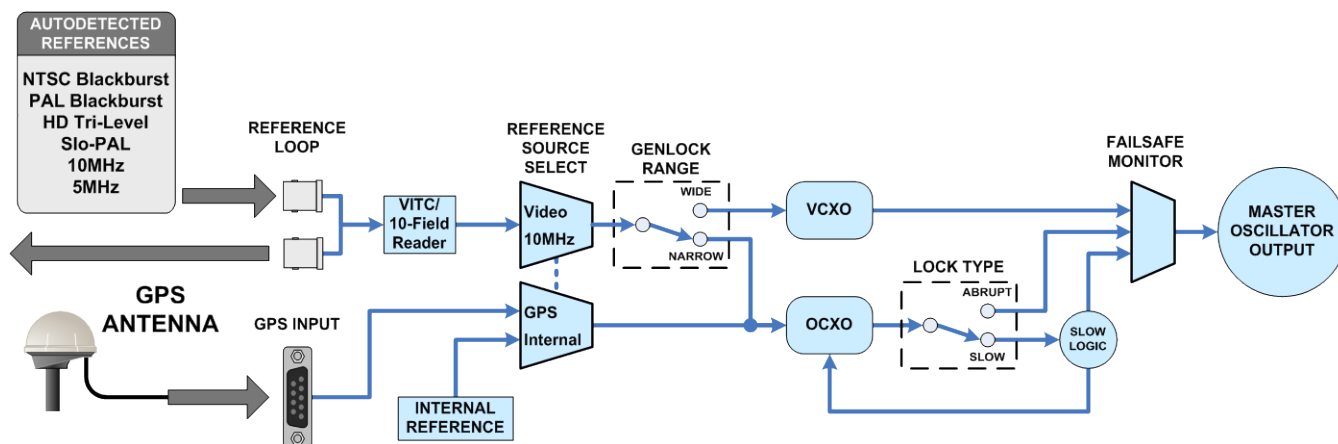 AUTODETECTED
REFERENCES
NTSC Blackburst
PAL Blackburst
HD Tri-Level
Slo-PAL
10MHz
5MHz
REFERENCE
LOOP
VITC/
10-Field
Reader
REFERENCE
SOURCE
SELECT
Video
10MHz
GENLOCK
RANGE
WIDE
NARROW
VCXO
FAILSAFE
MONITOR
MASTER
OSCILLATOR
OUTPUT
GPS
ANTENNA
GPS INPUT
GPS
Internal
INTERNAL
REFERENCE
OCXO
LOCK TYPE
ABRUPT
SLOW
SLOW
LOGIC